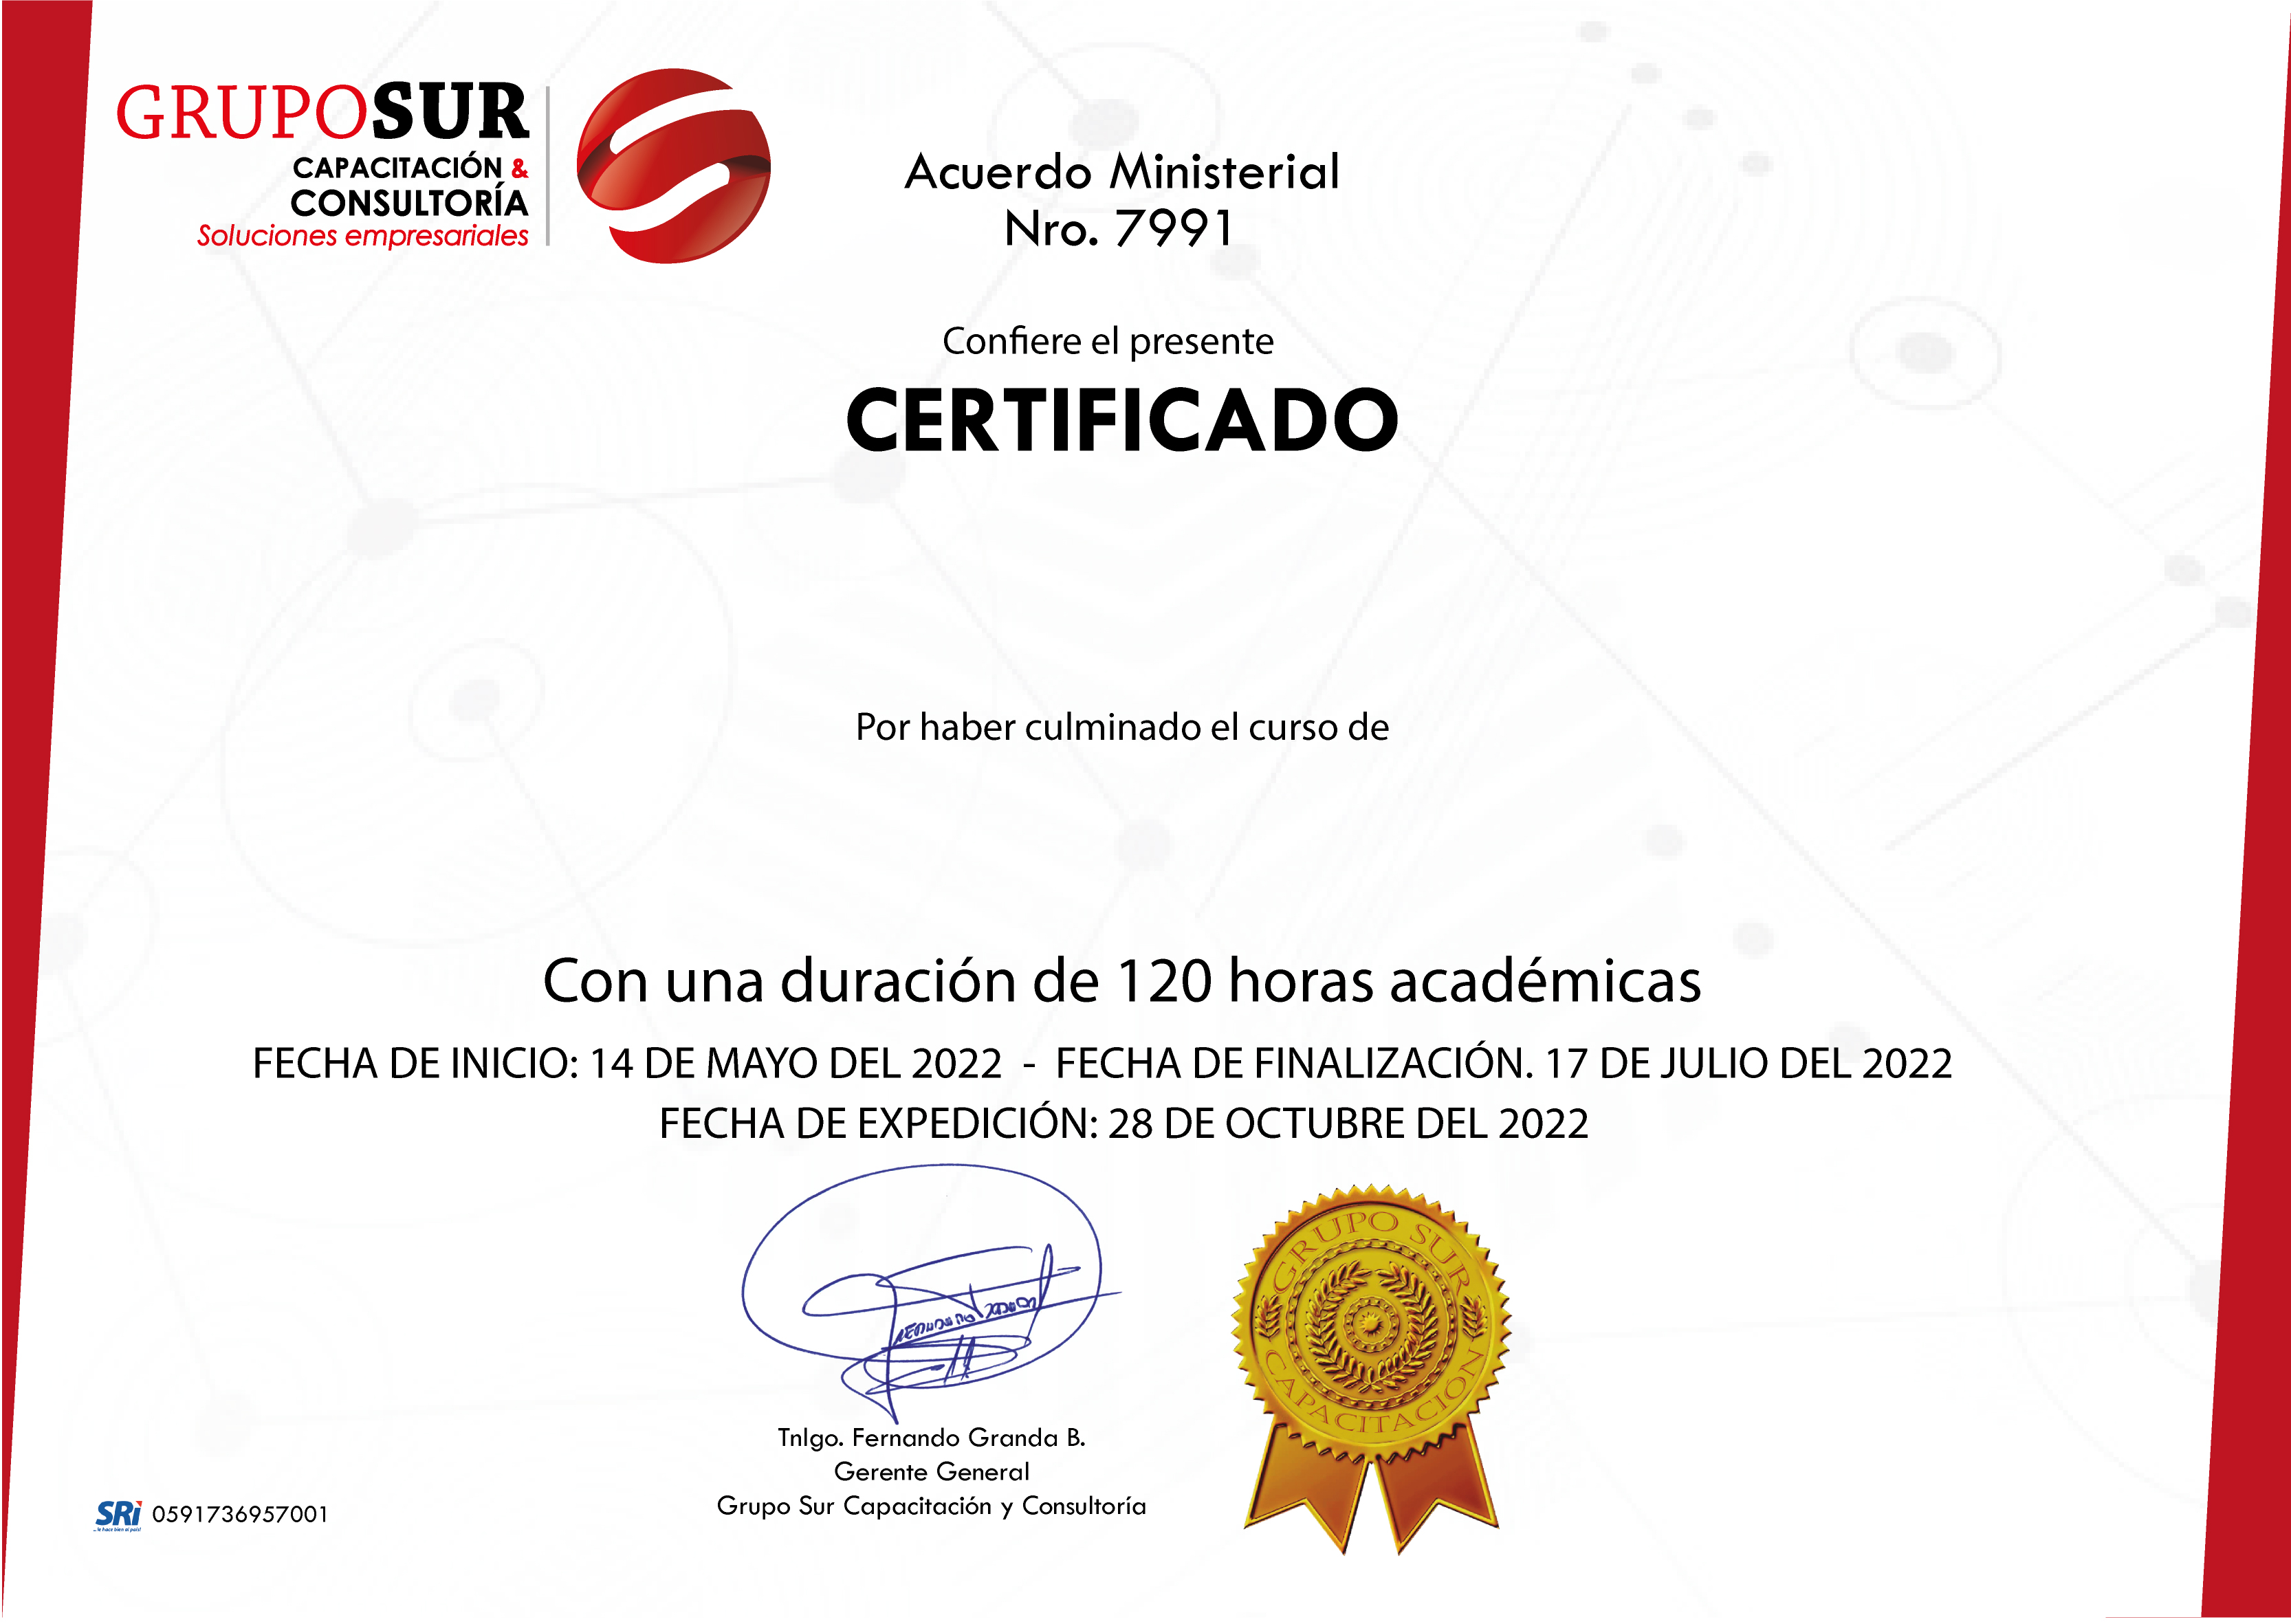 GRUPOSUR
CAPACITACIÓN &
CONSULTORÍA
Soluciones empresariales
Acuerdo Ministerial
Nro. 7991
Confiere el presente
CERTIFICADO
Por haber culminado el curso de
Con una duración de 120 horas académicas
FECHA DE INICIO: 14 DE MAYO DEL 2022 - FECHA DE FINALIZACIÓN. 17 DE JULIO DEL 2022
FECHA DE EXPEDICIÓN: 28 DE OCTUBRE DEL 2022
GRUPO SUR
CAPACITACIÓN
Tnlgo. Fernando Granda B.
Gerente General
Grupo Sur Capacitación y Consultoría
SRi 0591736957001
...le hace bien al país!